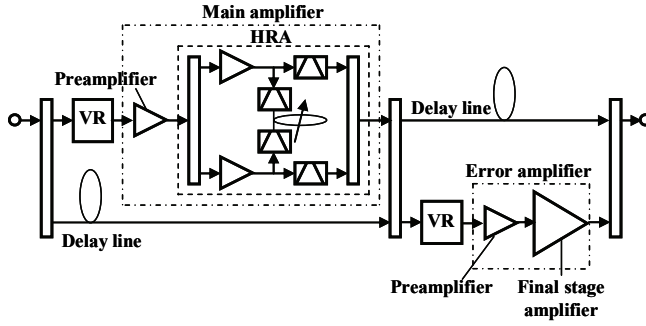 Main amplifier
HRA
Preamplifier
VR
Delay line
Delay line
Error amplifier
VR
Preamplifier
Final stage
amplifier